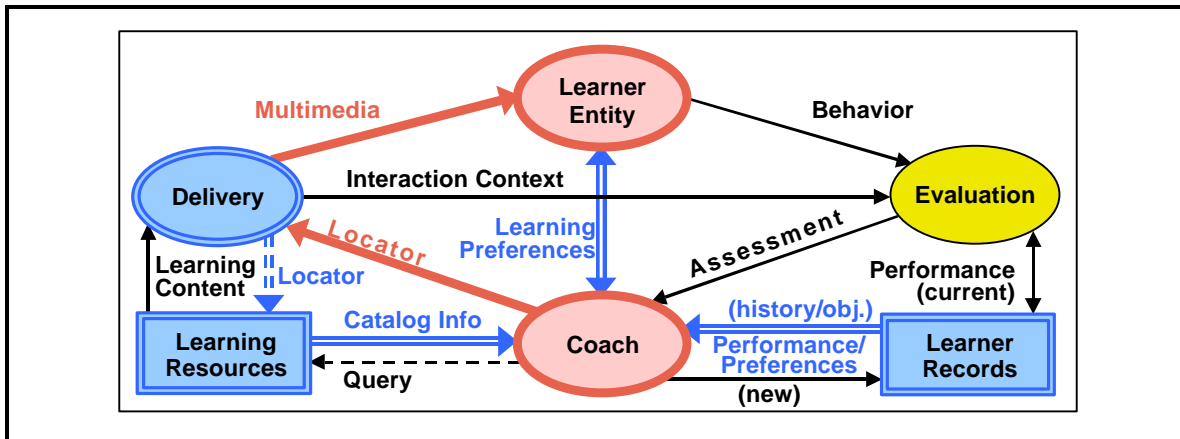 Learner
Entity
Multimedia
Behavior
Delivery
Interaction Context
Evaluation
Learning
Preferences
Locator
Assessment
Learning
Content
Locator
Performance
(current)
Learning
Resources
Catalog Info
Query
Coach
(history/obj.)
Performance/
Preferences
(new)
Learner
Records